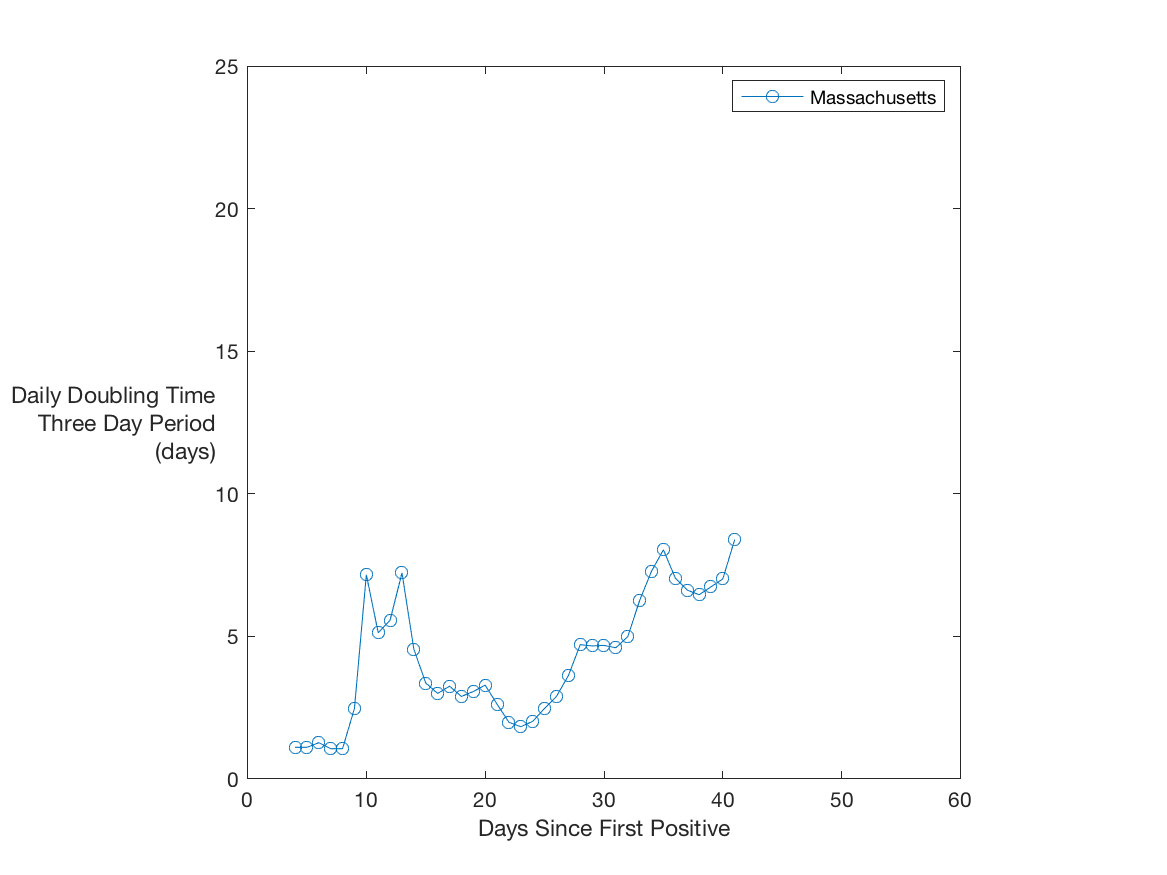 25
Massachusetts
20
15
Daily Doubling Time
Three Day Period
(days)
10
5
0
0 10 20 30 40 50 60
Days Since First Positive